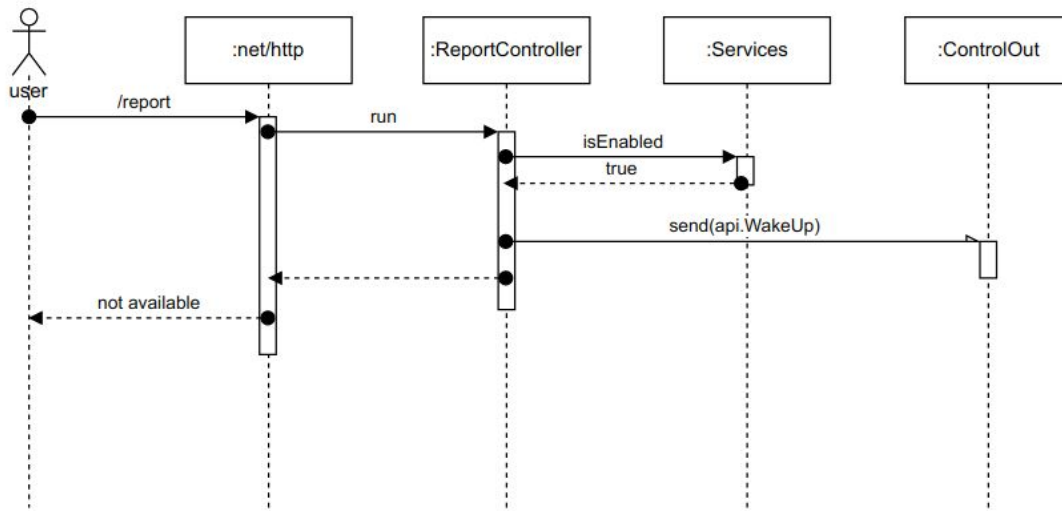 :net/http
:ReportController
:Services
:ControlOut
user
/report
run
isEnabled
true
send(api.WakeUp)
not available